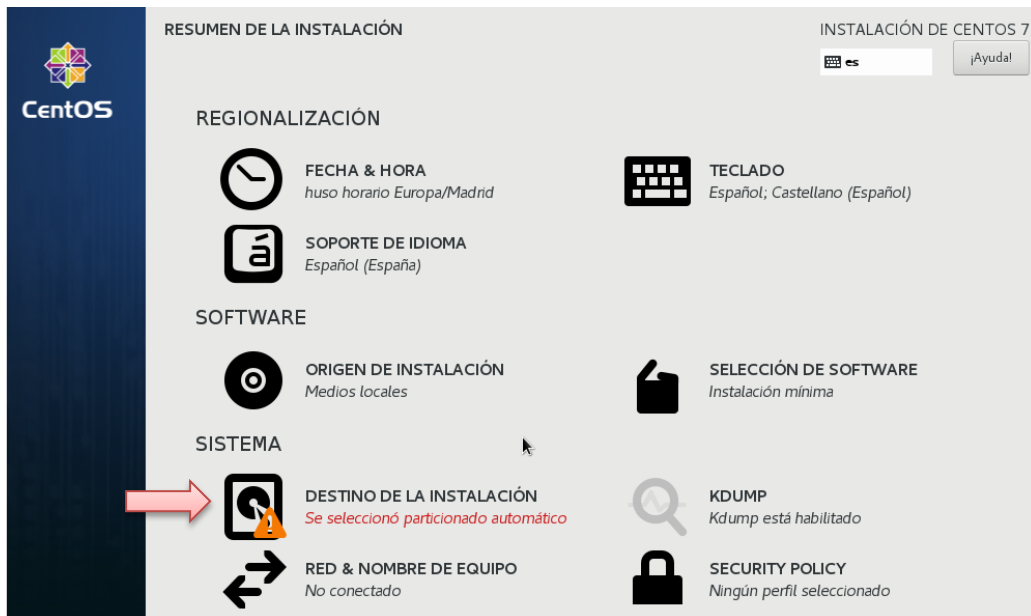 RESUMEN DE LA INSTALACIÓN
INSTALACIÓN DE CENTOS 7
es
¡Ayuda!
CentOS
REGIONALIZACIÓN
FECHA & HORA
huso horario Europa/Madrid
TECLADO
Español; Castellano (Español)
á
SOPORTE DE IDIOMA
Español (España)
SOFTWARE
ORIGEN DE INSTALACIÓN
Medios locales
SELECCIÓN DE SOFTWARE
Instalación mínima
SISTEMA
DESTINO DE LA INSTALACIÓN
Se seleccionó particionado automático
KDUMP
Kdump está habilitado
RED & NOMBRE DE EQUIPO
No conectado
SECURITY POLICY
Ningún perfil seleccionado